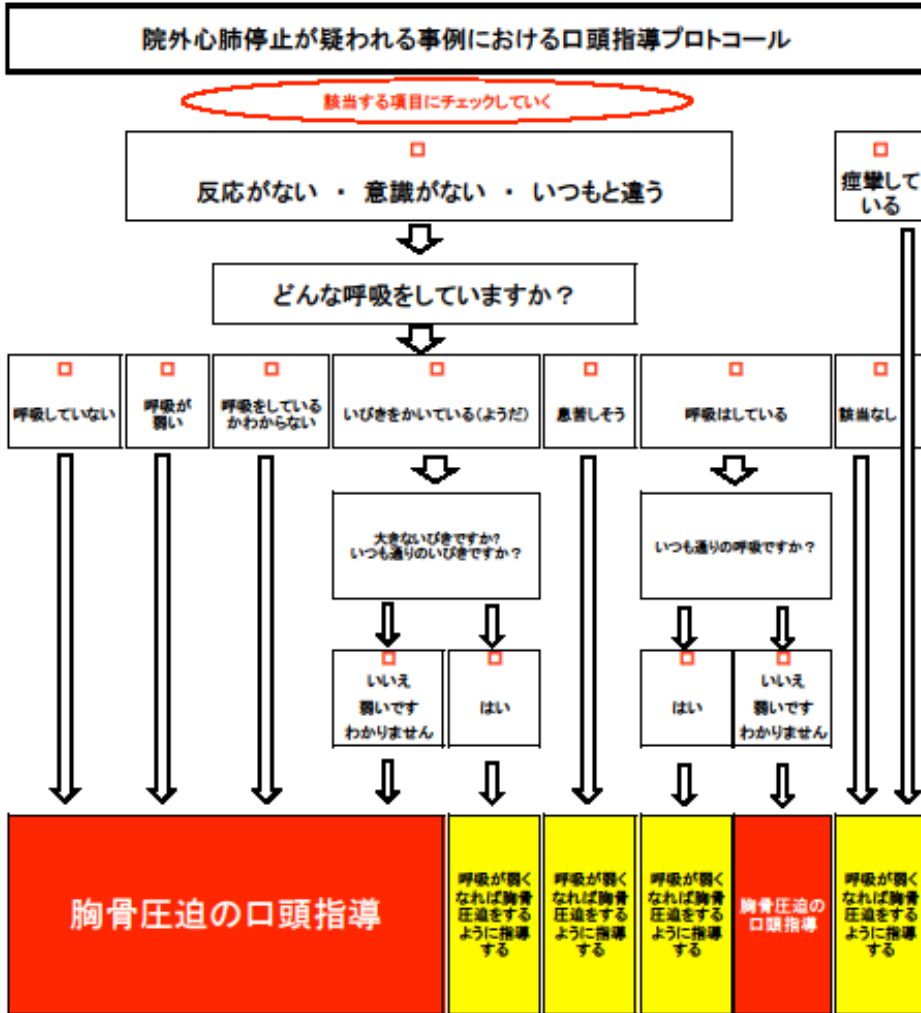 院外心肺停止が疑われる事例における口頭指導プロトコール
該当する項目にチェックしていく
反応がない ・ 意識がない ・ いつもと違う
痙攣して
いる
どんな呼吸をしていますか？
呼吸していない
呼吸が
弱い
呼吸をしている
かわからない
いびきをかいている(ようだ)
息苦しそう
呼吸はしている
該当なし
大きないびきですか?
いつも通りのいびきですか？
いつも通りの呼吸ですか？
いいえ
弱いです
わかりません
はい
はい
いいえ
弱いです
わかりません
胸骨圧迫の口頭指導
呼吸が弱く
なれば胸骨
圧迫をする
ように指導
する
呼吸が弱く
なれば胸骨
圧迫をする
ように指導
する
呼吸が弱く
なれば胸骨
圧迫をする
ように指導
する
胸骨圧迫の
口頭指導
呼吸が弱く
なれば胸骨
圧迫をする
ように指導
する